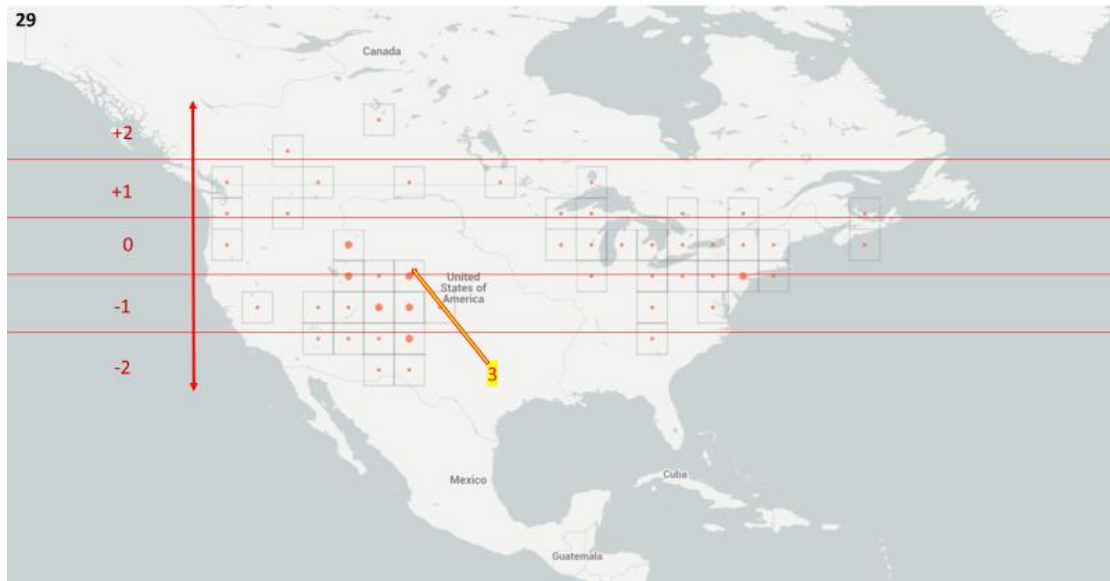 29
Canada
+2
+1
0
United
States of
America
-1
-2
3
Mexico
Cuba
Guatemala